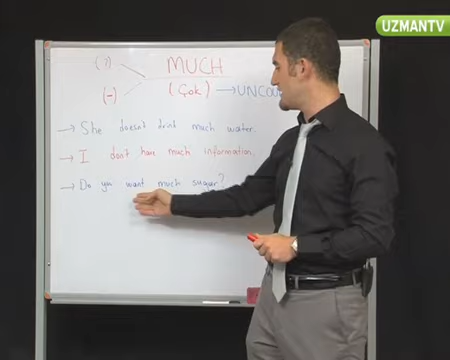 UZMANTV
(?) MUCH
(-) (Çok) → UNCOU
→ She doesn't drink much water.
→ I don't have much information.
→ Do you want much sugar?